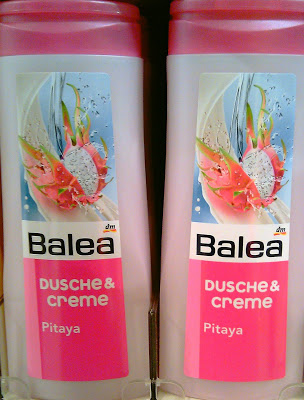 dm
Balea
DUSCHE &
creme
Pitaya
dm
Balea
DUSCHE &
creme
Pitaya